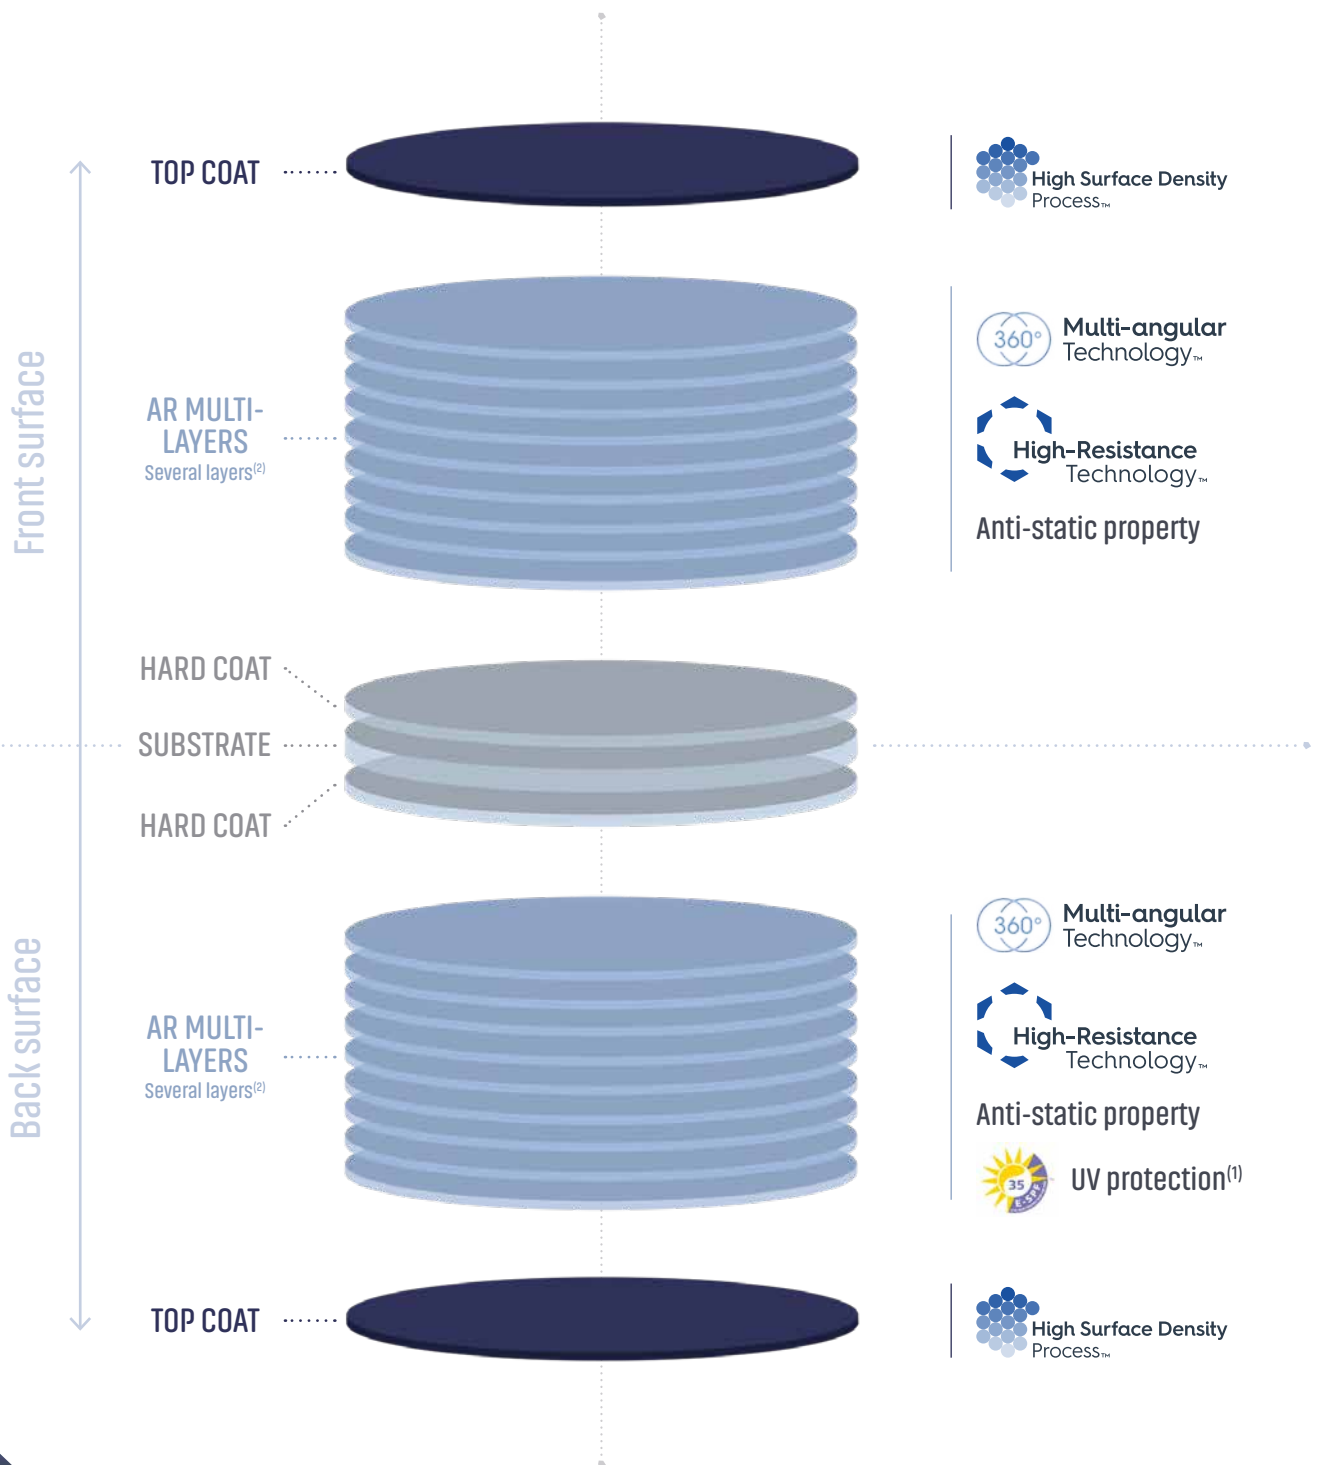 TOP COAT
High Surface Density
Process™
Front surface
AR MULTI-
LAYERS
Several layers(2)
360°
Multi-angular
Technology™
High-Resistance
Technology™
Anti-static property
HARD COAT
SUBSTRATE
HARD COAT
Back surface
AR MULTI-
LAYERS
Several layers(2)
360°
Multi-angular
Technology™
High-Resistance
Technology™
Anti-static property
35
E-SPF
UV protection(1)
TOP COAT
High Surface Density
Process™